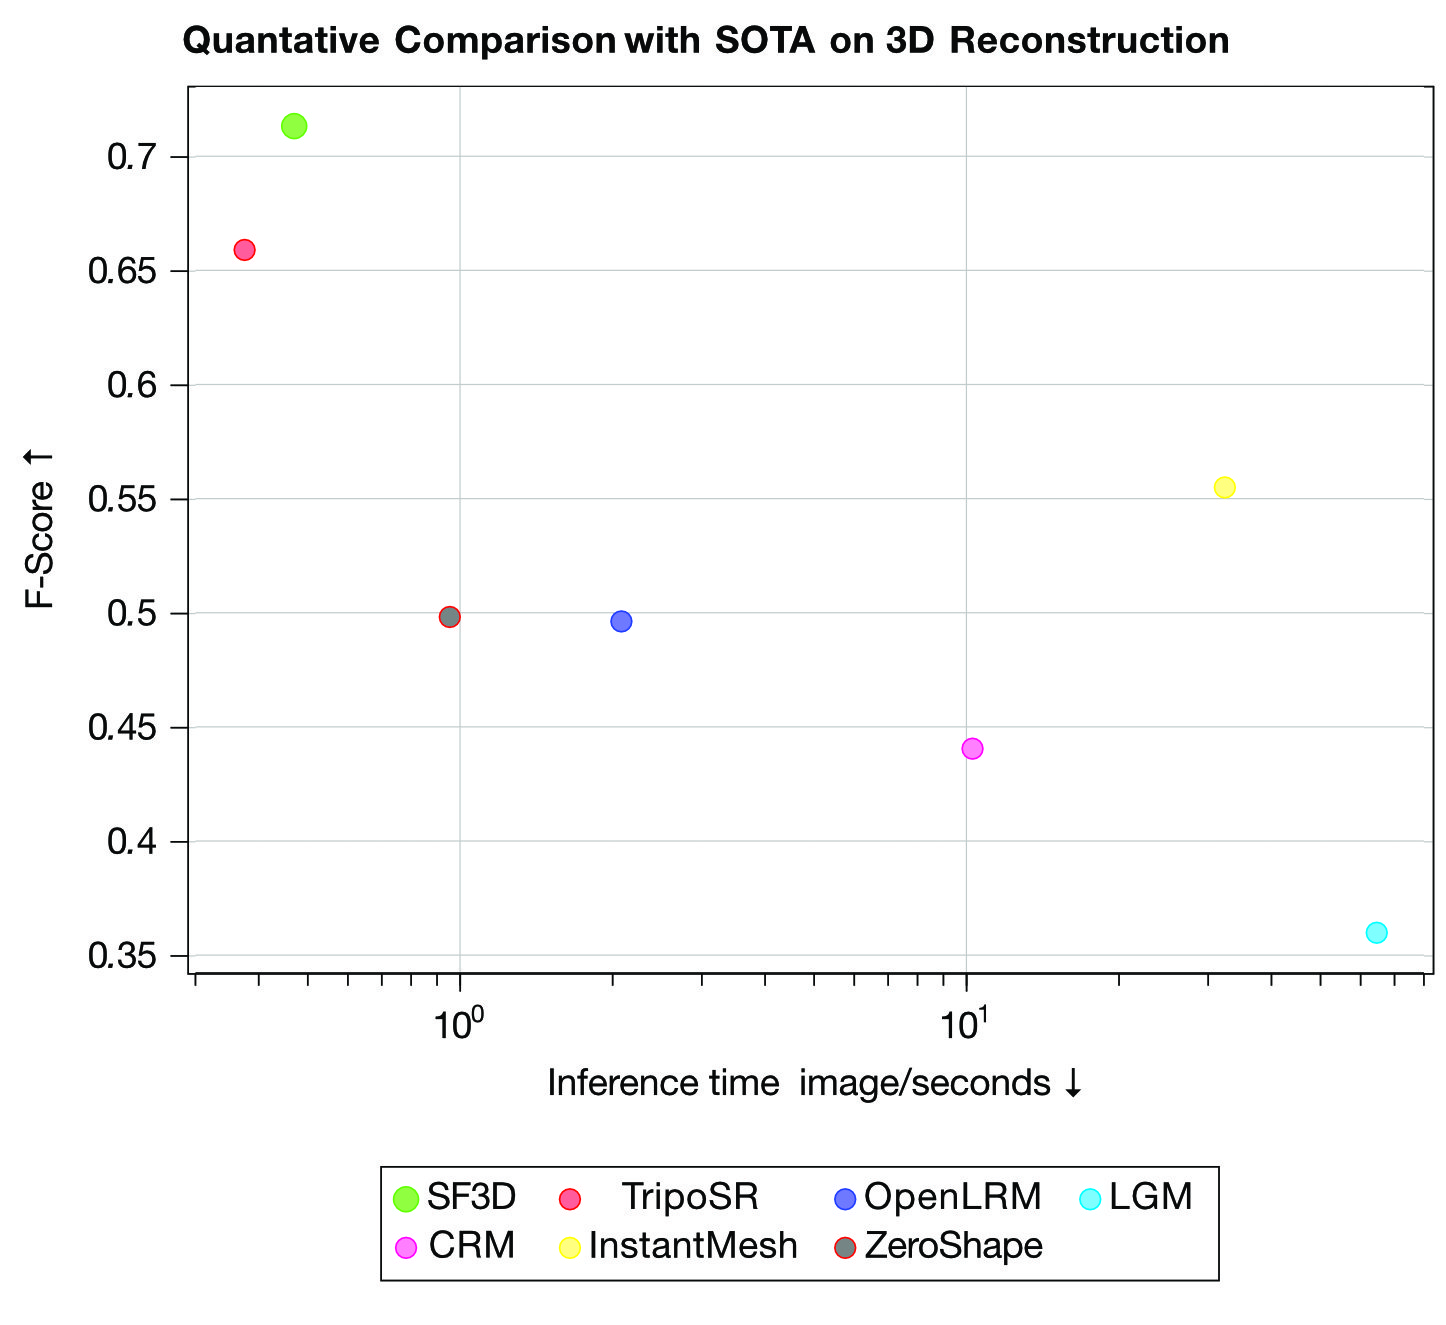 Quantative Comparison with SOTA on 3D Reconstruction
0.7
0.65
0.6
0.55
0.5
0.45
0.4
0.35
F-Score ↑
10⁰ 10¹
Inference time image/seconds ↓
SF3D TripoSR OpenLRM LGM
CRM InstantMesh ZeroShape